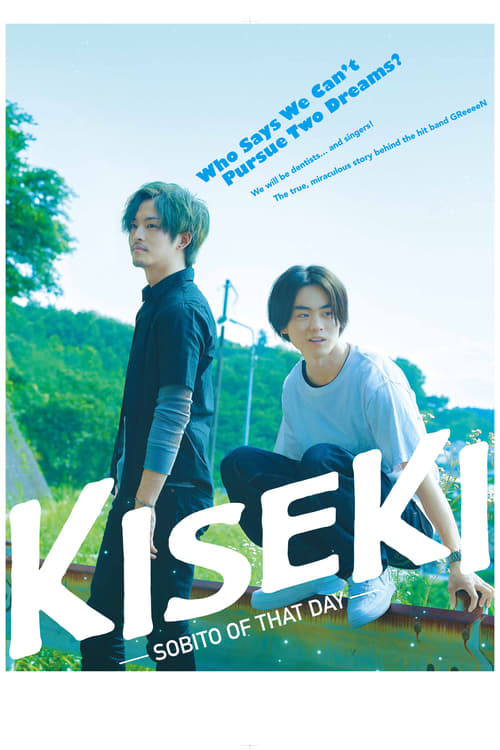 Who Says We Can't
Pursue Two Dreams?
We will be dentists... and singers!
The true, miraculous story behind the hit band GReeeeN
KISEKI
SOBITO OF THAT DAY